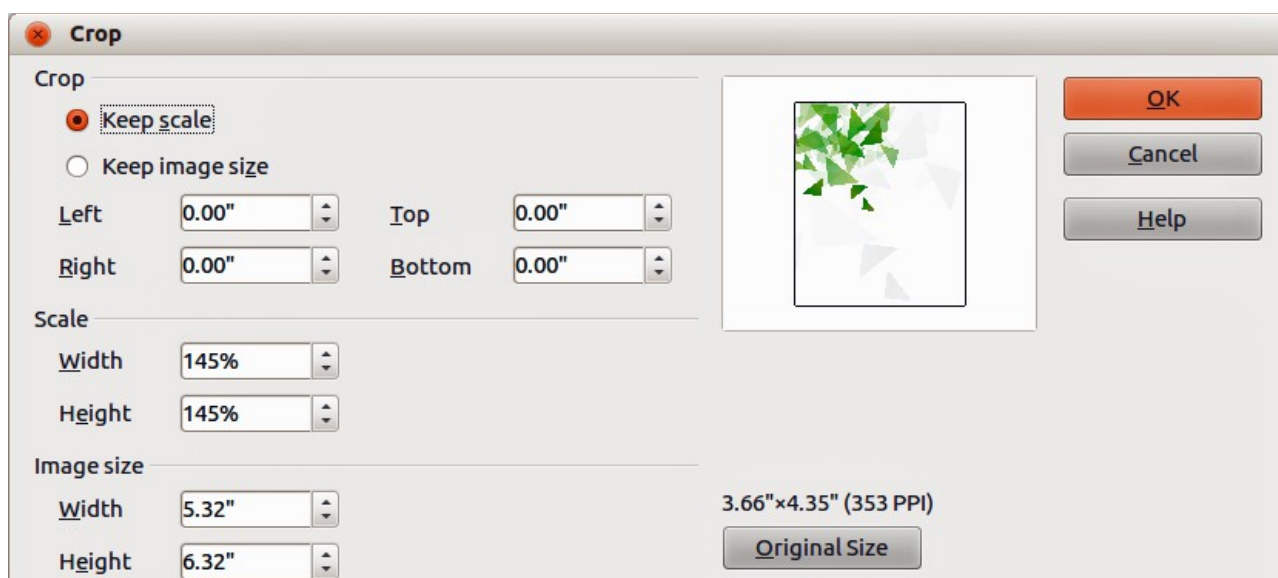 Crop
Crop
Keep scale
Keep image size
Left 0.00" Top 0.00"
Right 0.00" Bottom 0.00"
Scale
Width 145%
Height 145%
Image size
Width 5.32"
Height 6.32"
OK
Cancel
Help
3.66"×4.35" (353 PPI)
Original Size